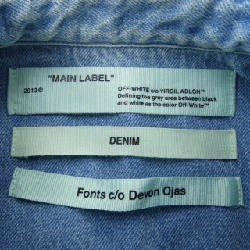 "MAIN LABEL"
2013© OFF-WHITE c/o VIRGIL ABLOH™
Defining the grey area between black
and white as the color Off-White™
DENIM
Fonts c/o Devon Ojas